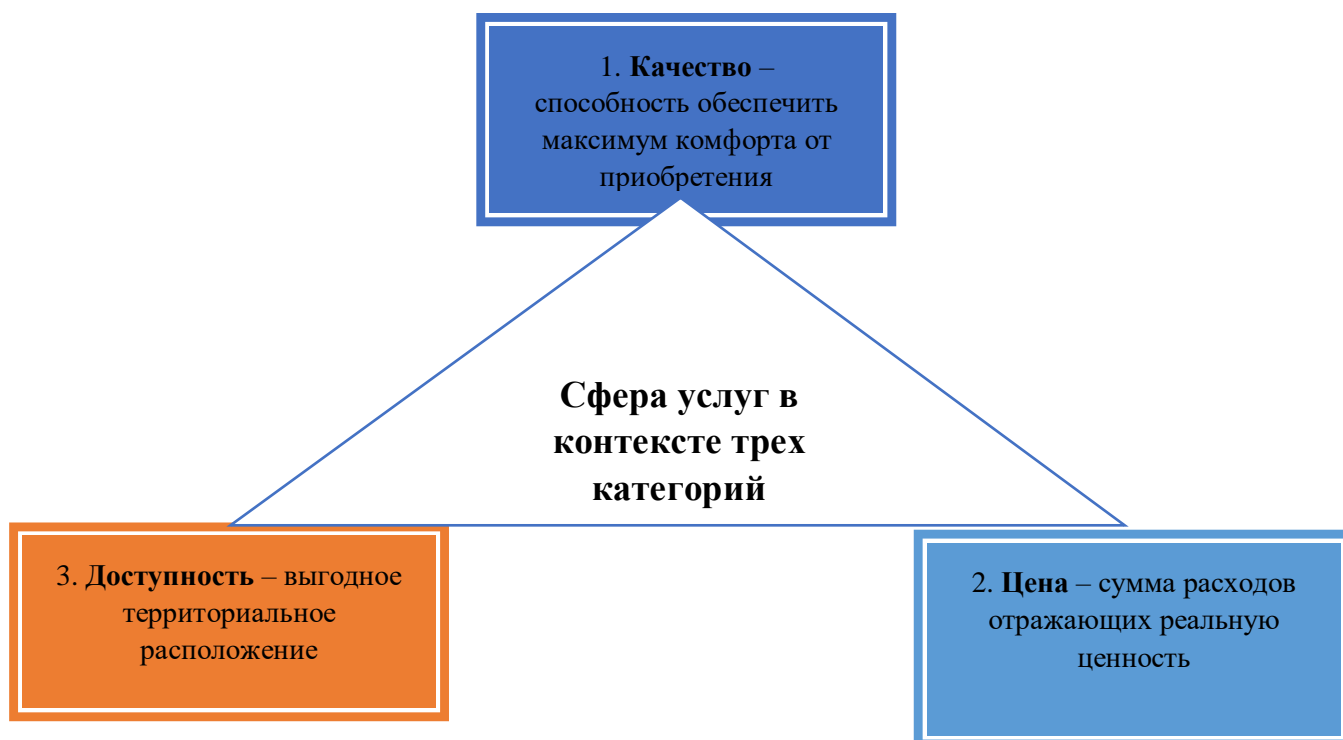 1. Качество –
способность обеспечить
максимум комфорта от
приобретения
Сфера услуг в
контексте трех
категорий
3. Доступность – выгодное
территориальное
расположение
2. Цена – сумма расходов
отражающих реальную
ценность